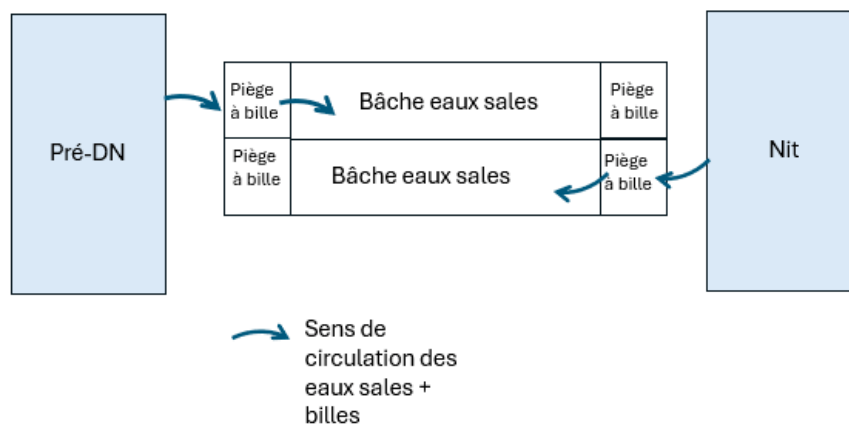 Pré-DN
Piège
à bille
Bâche eaux sales
Piège
à bille
Piège
à bille
Bâche eaux sales
Piège
à bille
Nit
Sens de
circulation des
eaux sales +
billes